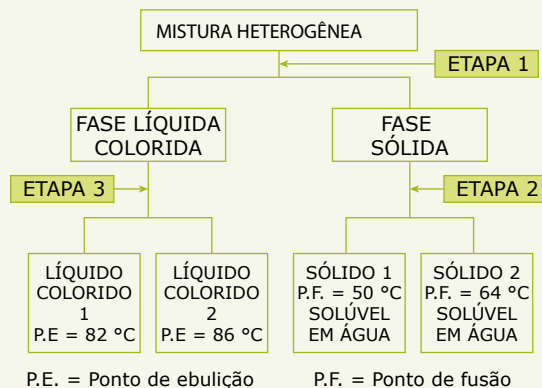 MISTURA HETEROGÊNEA
ETAPA 1
FASE LÍQUIDA
COLORIDA
FASE
SÓLIDA
ETAPA 3
ETAPA 2
LÍQUIDO
COLORIDO
1
P.E = 82 °C
LÍQUIDO
COLORIDO
2
P.E = 86 °C
SÓLIDO 1
P.F. = 50 °C
SOLÚVEL
EM ÁGUA
SÓLIDO 2
P.F. = 64 °C
SOLÚVEL
EM ÁGUA
P.E. = Ponto de ebulição
P.F. = Ponto de fusão